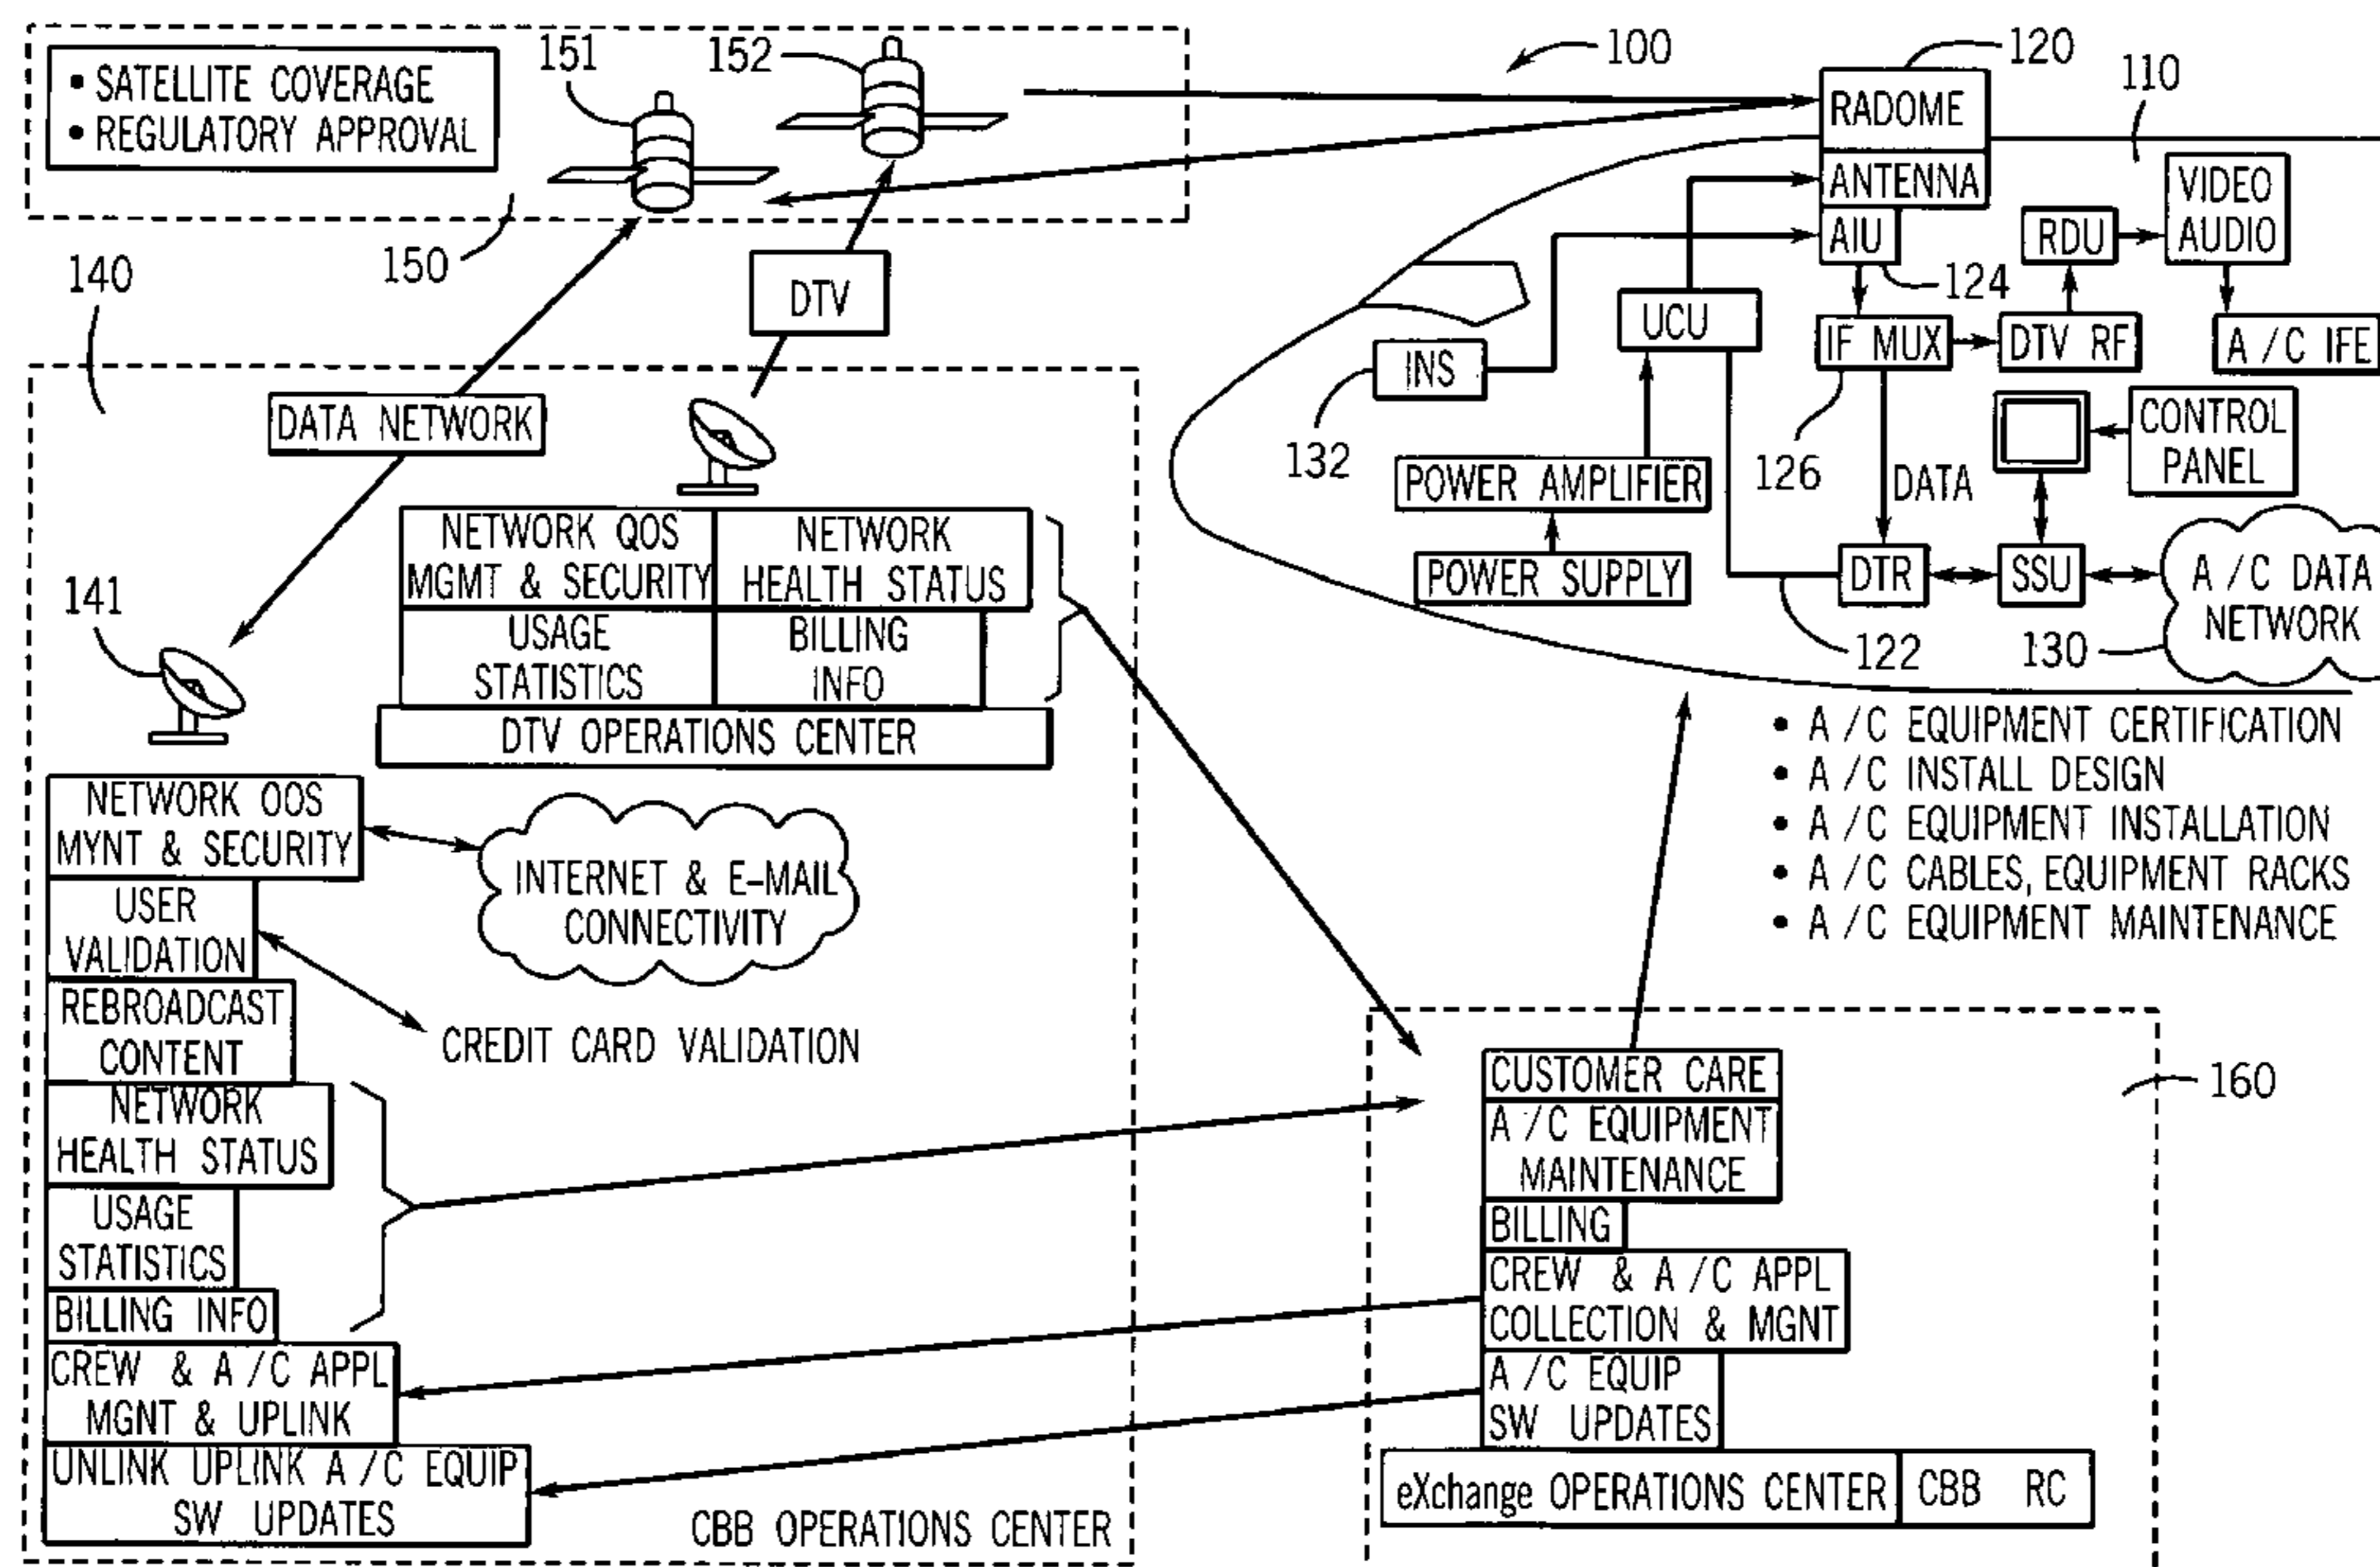 • SATELLITE COVERAGE
• REGULATORY APPROVAL
151
152
150
100
120
110
RADOME
ANTENNA
AIU
124
RDU
VIDEO
AUDIO
UCU
IF MUX
DTV RF
A/C IFE
INS
132
126
DATA
CONTROL
PANEL
POWER AMPLIFIER
POWER SUPPLY
DTR
SSU
A/C DATA
NETWORK
122
130
140
DTV
DATA NETWORK
141
NETWORK QOS
MGMT & SECURITY
NETWORK
HEALTH STATUS
USAGE
STATISTICS
BILLING
INFO
DTV OPERATIONS CENTER
• A/C EQUIPMENT CERTIFICATION
• A/C INSTALL DESIGN
• A/C EQUIPMENT INSTALLATION
• A/C CABLES, EQUIPMENT RACKS
• A/C EQUIPMENT MAINTENANCE
NETWORK OOS
MYNT & SECURITY
INTERNET & E-MAIL
CONNECTIVITY
USER
VALIDATION
CREDIT CARD VALIDATION
REBROADCAST
CONTENT
NETWORK
HEALTH STATUS
USAGE
STATISTICS
BILLING INFO
CREW & A/C APPL
MGNT & UPLINK
UNLINK UPLINK A/C EQUIP
SW UPDATES
CBB OPERATIONS CENTER
160
CUSTOMER CARE
A/C EQUIPMENT
MAINTENANCE
BILLING
CREW & A/C APPL
COLLECTION & MGNT
A/C EQUIP
SW UPDATES
eXchange OPERATIONS CENTER
CBB RC